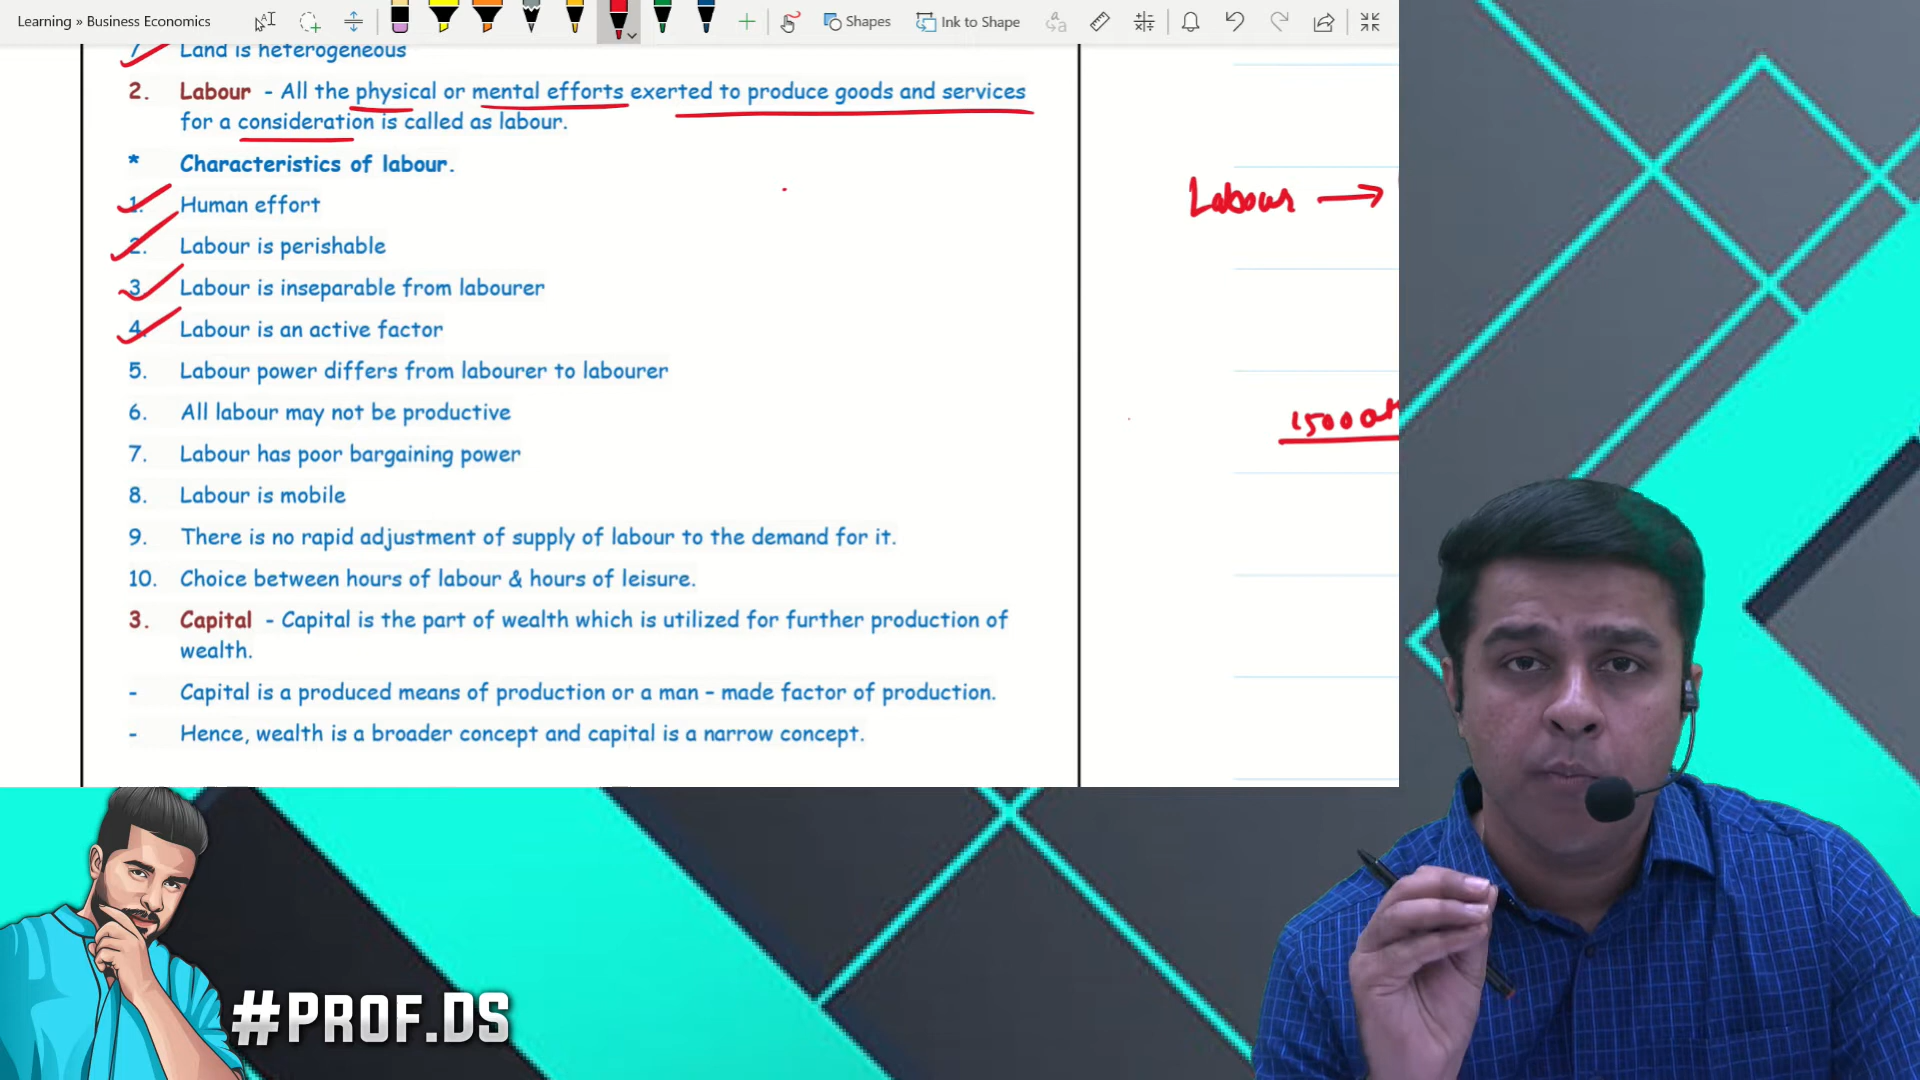 Learning » Business Economics
Shapes
Ink to Shape
7. Land is heterogeneous
2. Labour - All the physical or mental efforts exerted to produce goods and services
for a consideration is called as labour.
* Characteristics of labour.
1. Human effort
2. Labour is perishable
3. Labour is inseparable from labourer
4. Labour is an active factor
5. Labour power differs from labourer to labourer
6. All labour may not be productive
7. Labour has poor bargaining power
8. Labour is mobile
9. There is no rapid adjustment of supply of labour to the demand for it.
10. Choice between hours of labour & hours of leisure.
3. Capital - Capital is the part of wealth which is utilized for further production of
wealth.
- Capital is a produced means of production or a man – made factor of production.
- Hence, wealth is a broader concept and capital is a narrow concept.
Labour →
#PROF.DS